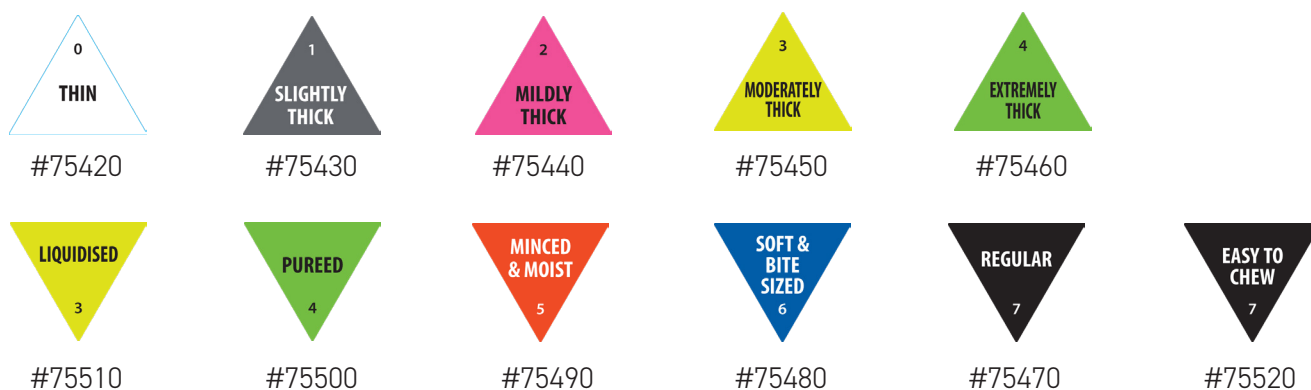 0
THIN
#75420
1
SLIGHTLY
THICK
#75430
2
MILDLY
THICK
#75440
3
MODERATELY
THICK
#75450
4
EXTREMELY
THICK
#75460
LIQUIDISED
3
#75510
PUREED
4
#75500
MINCED
& MOIST
5
#75490
SOFT &
BITE
SIZED
6
#75480
REGULAR
7
#75470
EASY TO
CHEW
7
#75520